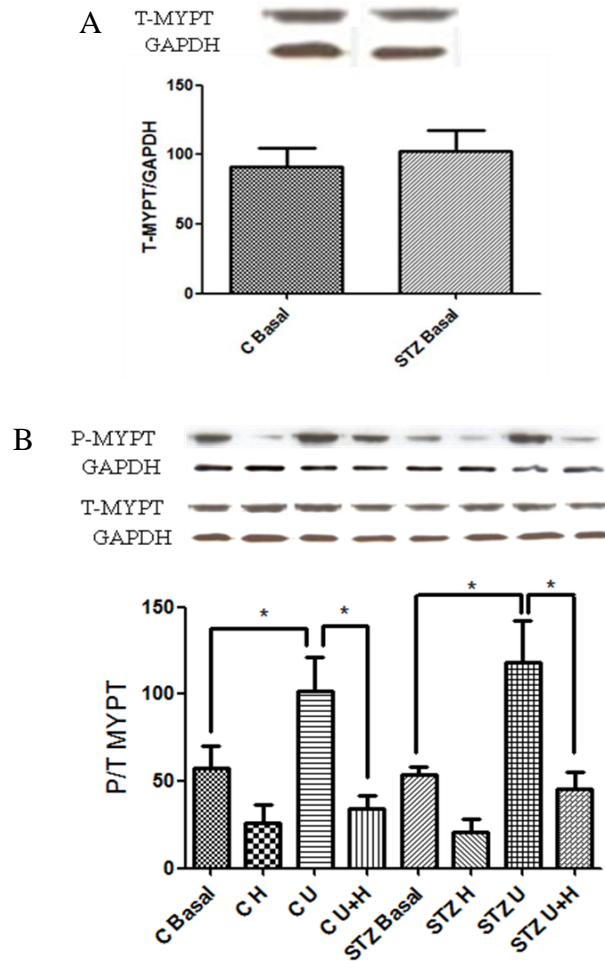 A
T-MYPT
GAPDH
T-MYPT/GAPDH
150
100
50
0
C Basal
STZ Basal
B
P-MYPT
GAPDH
T-MYPT
GAPDH
P/T MYPT
150
100
50
0
*
*
*
*
C Basal
C H
C U
C U+H
STZ Basal
STZ H
STZ U
STZ U+H